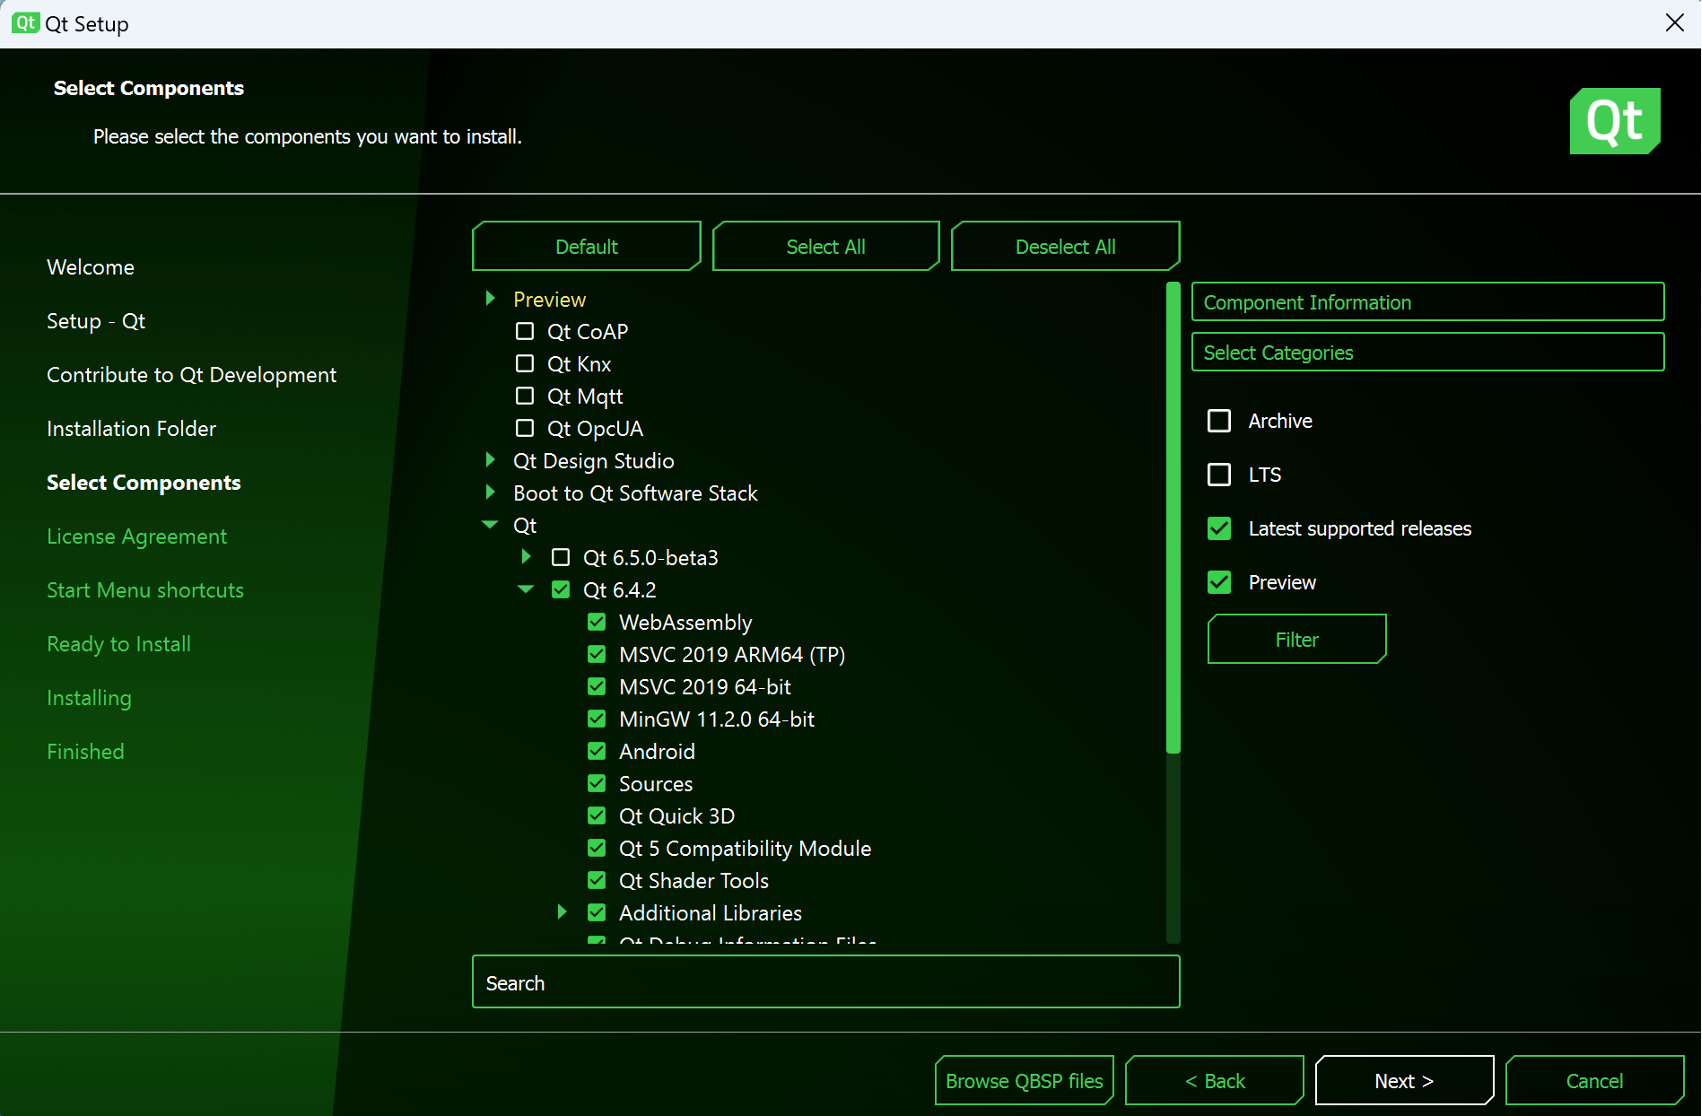 Qt Qt Setup
Select Components
Please select the components you want to install.
Qt
Welcome
Setup - Qt
Contribute to Qt Development
Installation Folder
Select Components
License Agreement
Start Menu shortcuts
Ready to Install
Installing
Finished
Default
Select All
Deselect All
Preview
Qt CoAP
Qt Knx
Qt Mqtt
Qt OpcUA
Qt Design Studio
Boot to Qt Software Stack
Qt
Qt 6.5.0-beta3
Qt 6.4.2
WebAssembly
MSVC 2019 ARM64 (TP)
MSVC 2019 64-bit
MinGW 11.2.0 64-bit
Android
Sources
Qt Quick 3D
Qt 5 Compatibility Module
Qt Shader Tools
Additional Libraries
Qt Debug Information Files
Search
Component Information
Select Categories
Archive
LTS
Latest supported releases
Preview
Filter
Browse QBSP files
< Back
Next >
Cancel